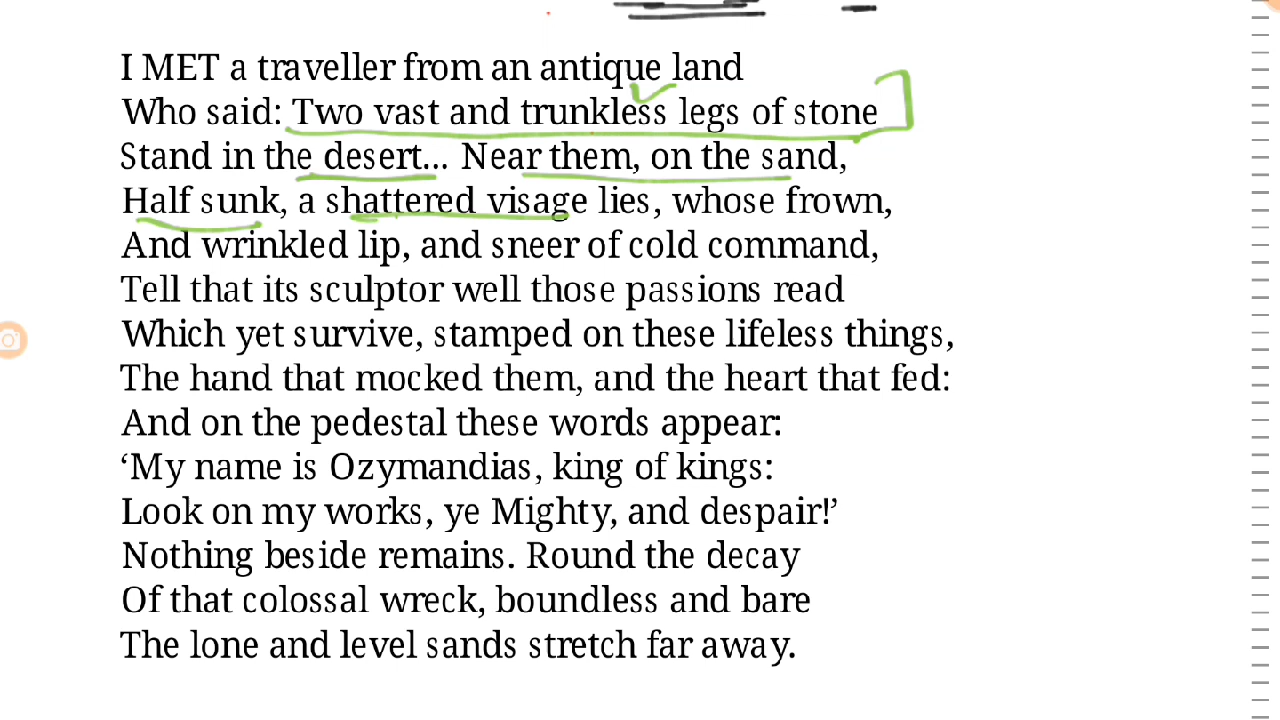 I MET a traveller from an antique land
Who said: Two vast and trunkless legs of stone
Stand in the desert... Near them, on the sand,
Half sunk, a shattered visage lies, whose frown,
And wrinkled lip, and sneer of cold command,
Tell that its sculptor well those passions read
Which yet survive, stamped on these lifeless things,
The hand that mocked them, and the heart that fed:
And on the pedestal these words appear:
‘My name is Ozymandias, king of kings:
Look on my works, ye Mighty, and despair!’
Nothing beside remains. Round the decay
Of that colossal wreck, boundless and bare
The lone and level sands stretch far away.